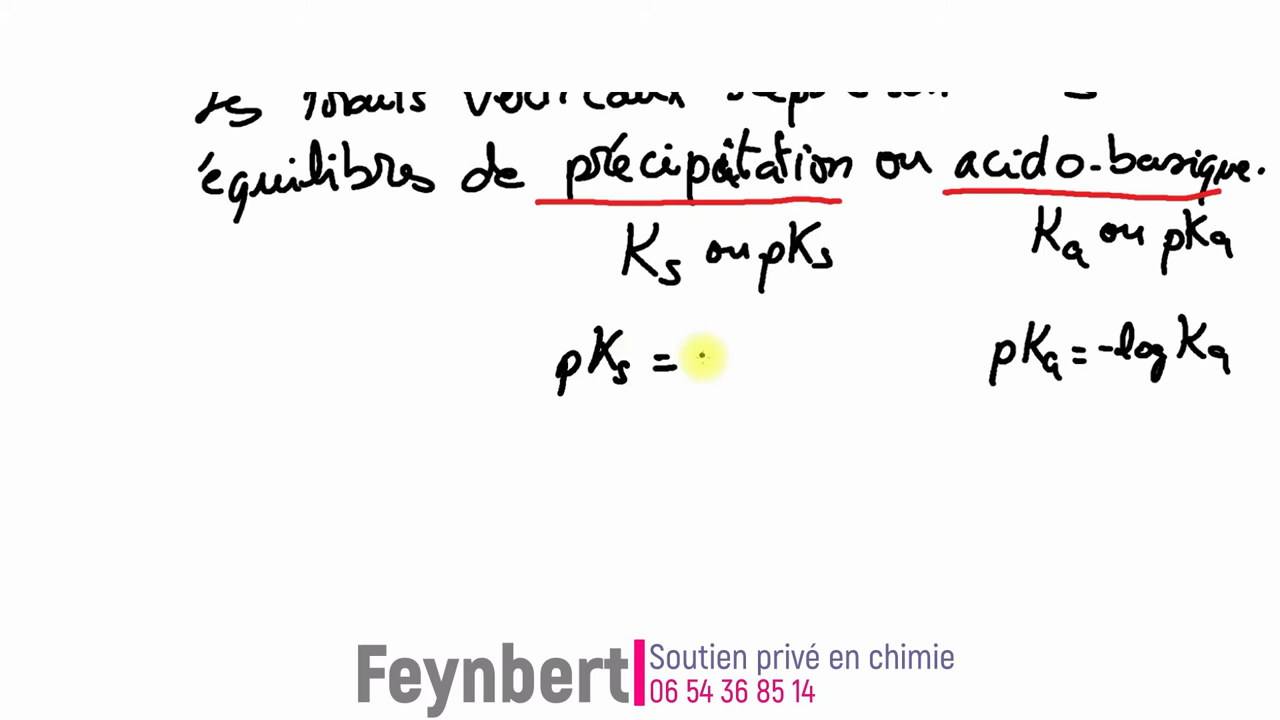 équilibres de précipitation ou acido-basique.
Ks ou pKs
Ka ou pKa
pKs =
pKa = -log Ka
Feynbert
Soutien privé en chimie
06 54 36 85 14